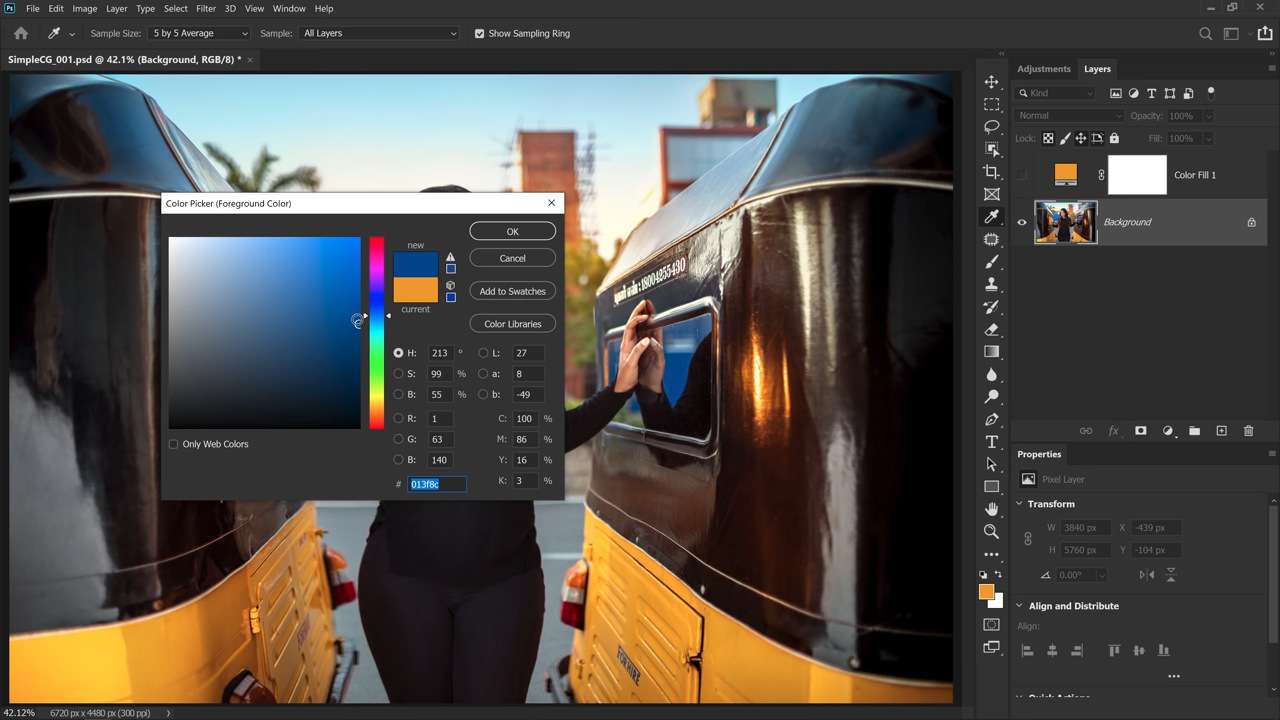 Ps File Edit Image Layer Type Select Filter 3D View Window Help
Sample Size: 5 by 5 Average Sample: All Layers Show Sampling Ring
SimpleCG_001.psd @ 42.1% (Background, RGB/8) * ×
Adjustments Layers
Kind
Normal Opacity: 100%
Lock: Fill: 100%
Color Fill 1
Background
Color Picker (Foreground Color)
new
current
OK
Cancel
Add to Swatches
Color Libraries
H: 213 ° L: 27
S: 99 % a: 8
B: 55 % b: -49
R: 1 C: 100 %
G: 63 M: 86 %
B: 140 Y: 16 %
# 013f8c K: 3 %
Only Web Colors
:18004255430
FOR HIRE
Properties
Pixel Layer
Transform
W 3840 px X -439 px
H 5760 px Y -104 px
0.00°
Align and Distribute
Align:
Quick Actions
42.12% 6720 px x 4480 px (300 ppi)